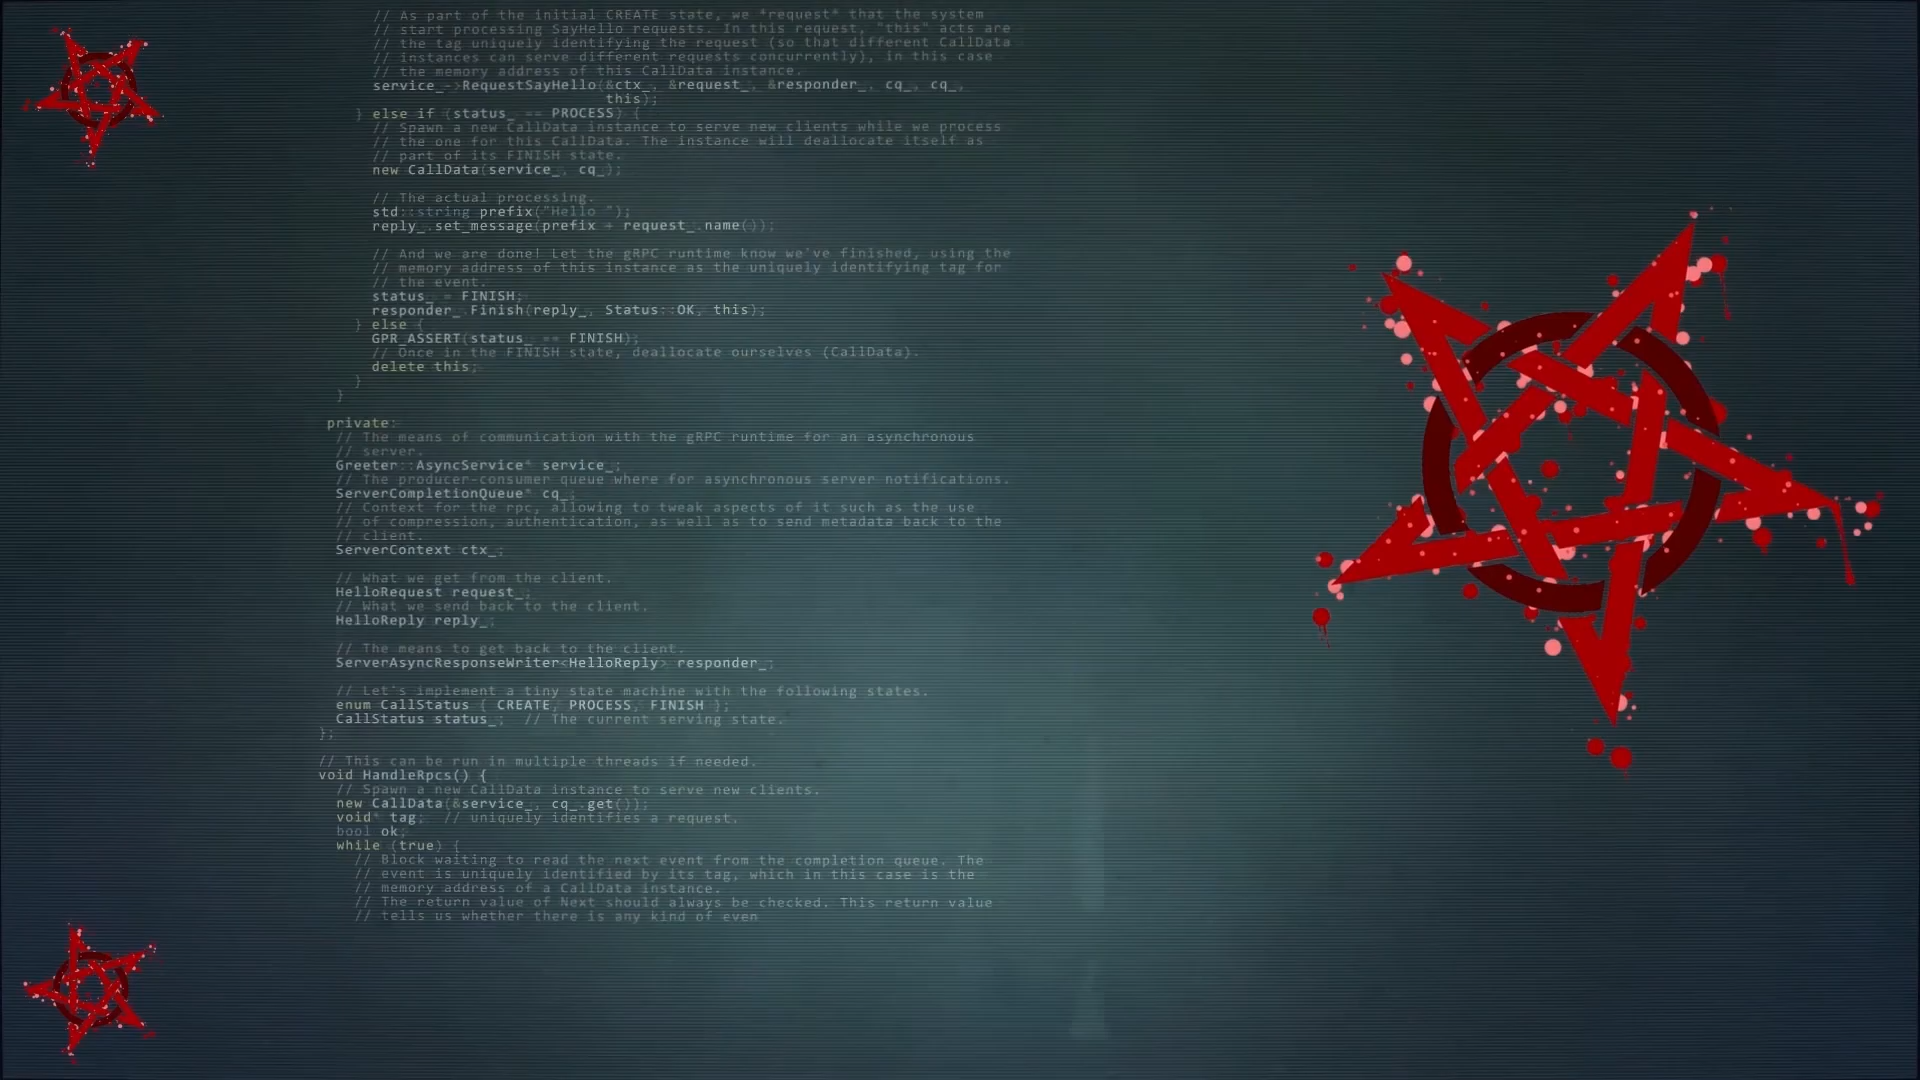 // As part of the initial CREATE state, we *request* that the system
// start processing SayHello requests. In this request, "this" acts are
// the tag uniquely identifying the request (so that different CallData
// instances can serve different requests concurrently), in this case
// the memory address of this CallData instance.
service_->RequestSayHello(&ctx_, &request_, &responder_, cq_, cq_,
this);
} else if (status_ == PROCESS) {
// Spawn a new CallData instance to serve new clients while we process
// the one for this CallData. The instance will deallocate itself as
// part of its FINISH state.
new CallData(service_, cq_);
// The actual processing.
std::string prefix("Hello ");
reply_.set_message(prefix + request_.name());
// And we are done! Let the gRPC runtime know we've finished, using the
// memory address of this instance as the uniquely identifying tag for
// the event.
status_ = FINISH;
responder_.Finish(reply_, Status::OK, this);
} else {
GPR_ASSERT(status_ == FINISH);
// Once in the FINISH state, deallocate ourselves (CallData).
delete this;
}
}
private:
// The means of communication with the gRPC runtime for an asynchronous
// server.
Greeter::AsyncService* service_;
// The producer-consumer queue where for asynchronous server notifications.
ServerCompletionQueue* cq_;
// Context for the rpc, allowing to tweak aspects of it such as the use
// of compression, authentication, as well as to send metadata back to the
// client.
ServerContext ctx_;
// What we get from the client.
HelloRequest request_;
// What we send back to the client.
HelloReply reply_;
// The means to get back to the client.
ServerAsyncResponseWriter<HelloReply> responder_;
// Let's implement a tiny state machine with the following states.
enum CallStatus { CREATE, PROCESS, FINISH };
CallStatus status_;  // The current serving state.
};
// This can be run in multiple threads if needed.
void HandleRpcs() {
// Spawn a new CallData instance to serve new clients.
new CallData(&service_, cq_.get());
void* tag;  // uniquely identifies a request.
bool ok;
while (true) {
// Block waiting to read the next event from the completion queue. The
// event is uniquely identified by its tag, which in this case is the
// memory address of a CallData instance.
// The return value of Next should always be checked. This return value
// tells us whether there is any kind of even